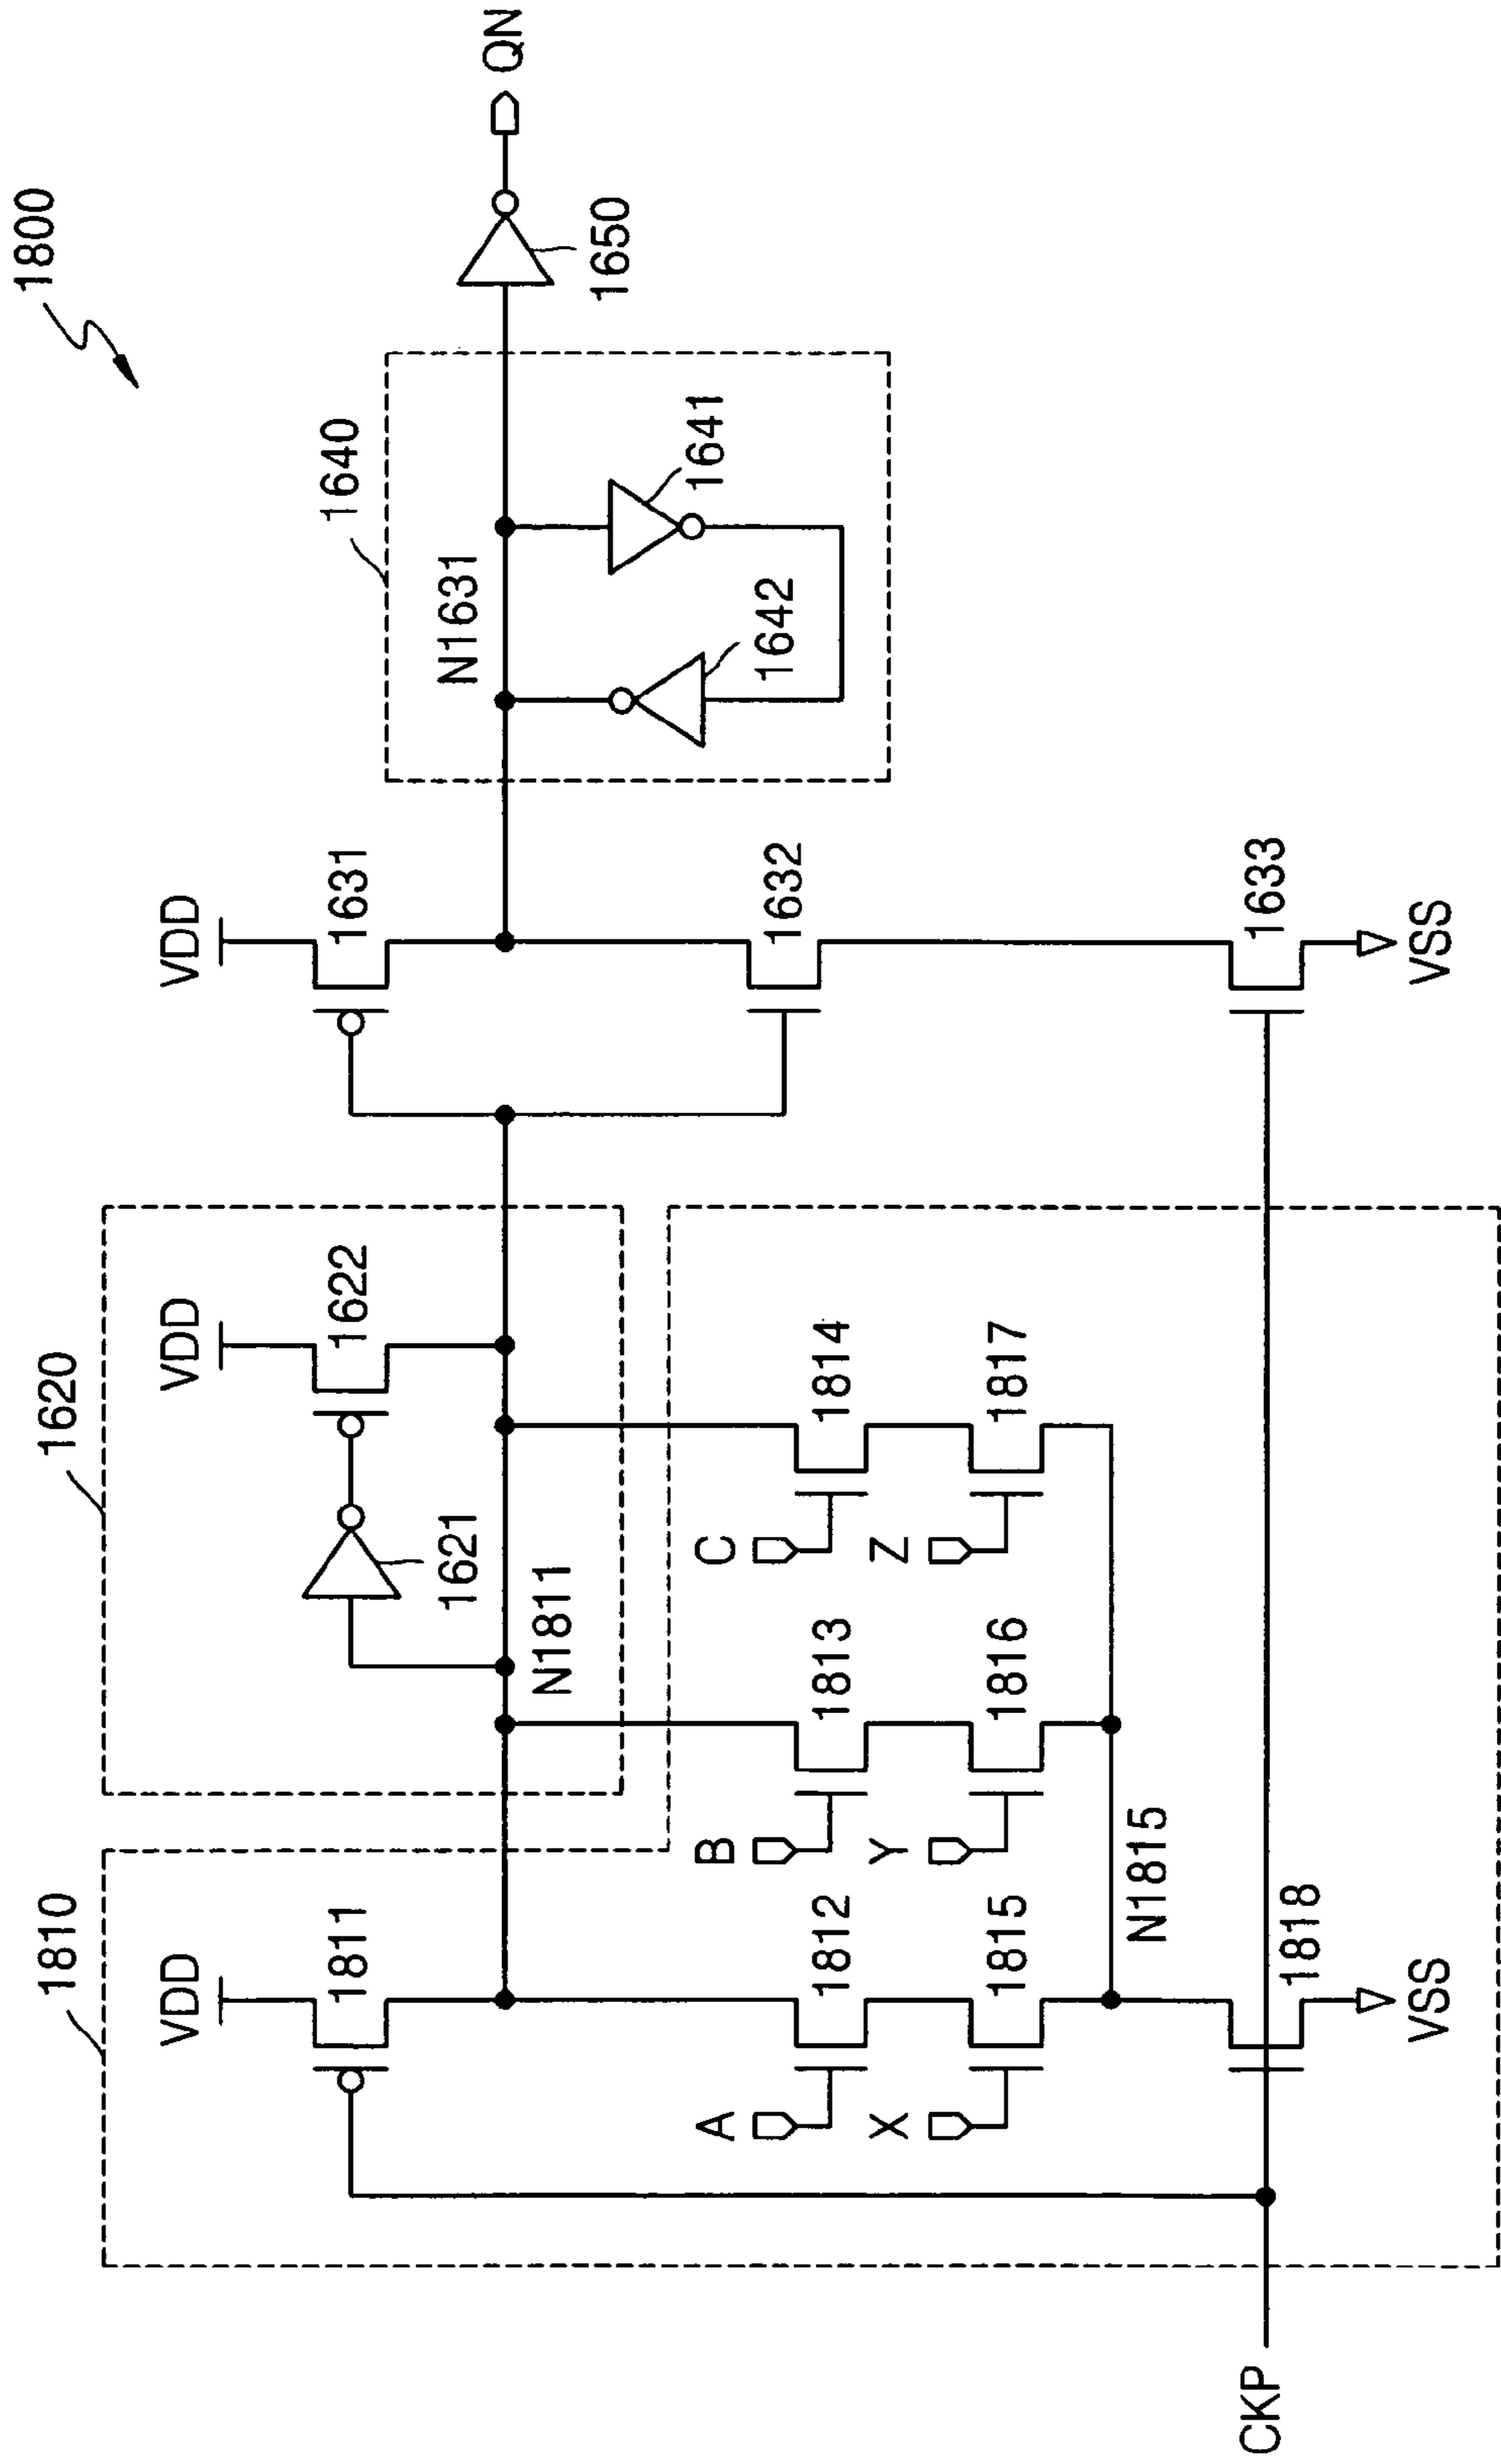 1800
1810
1620
VDD
1811
VDD
1622
1621
N1811
VDD
1631
1640
N1631
1642
1641
1650
QN
A
1812
B
1813
C
1814
X
1815
Y
1816
Z
1817
N1815
1632
1818
VSS
1633
VSS
CKP